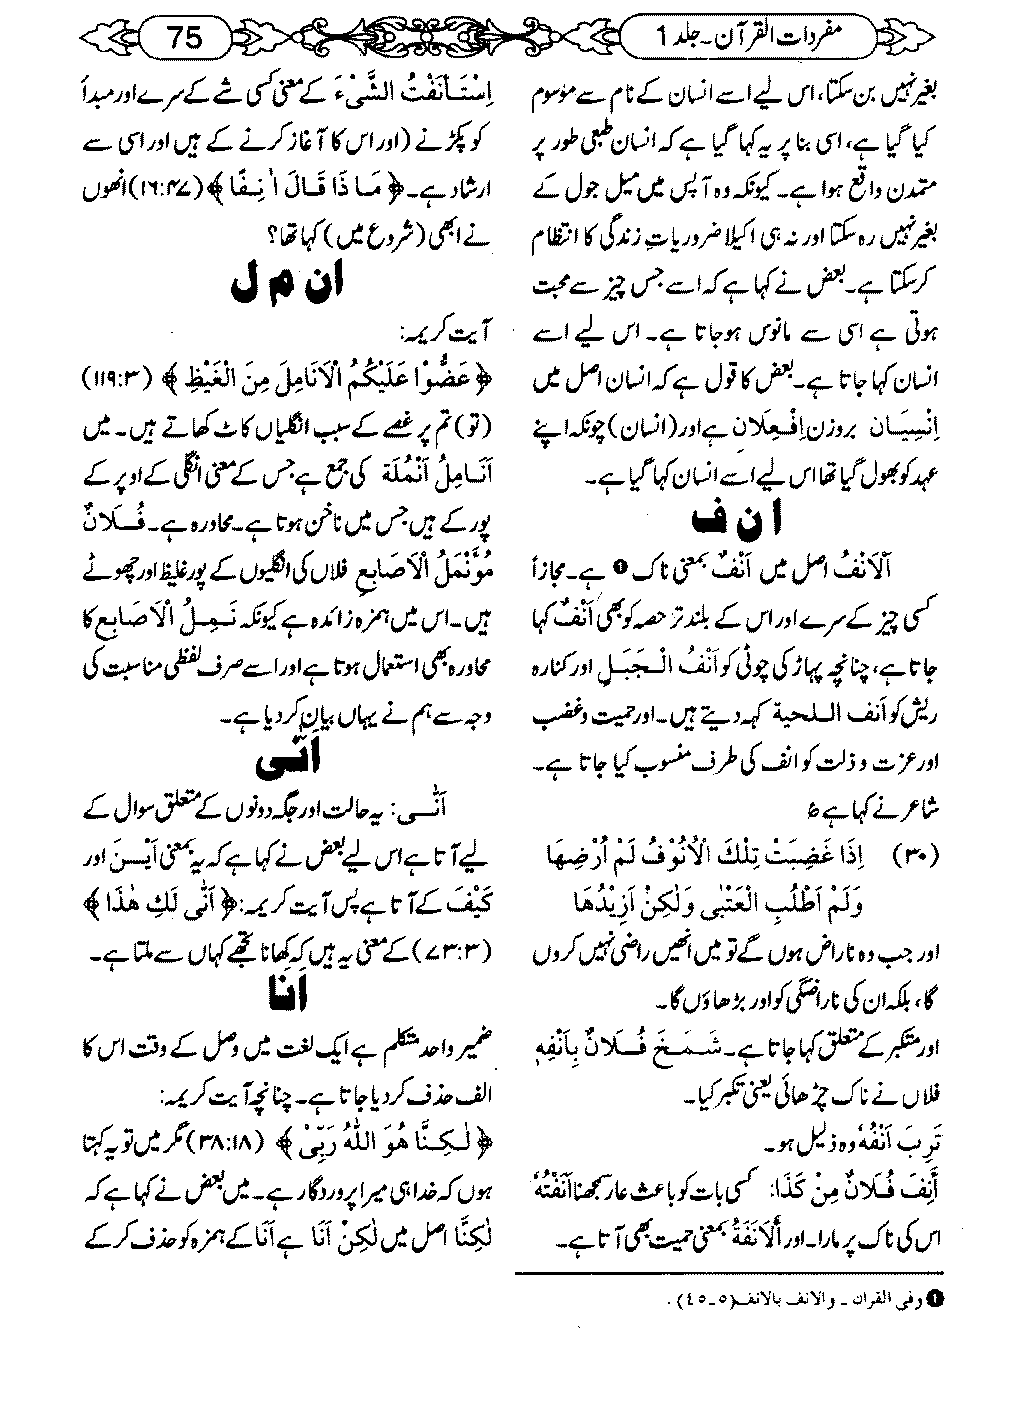 مفردات القرآن۔جلد 1
75
بغیر نہیں بن سکتا، اس لیے اسے انسان کے نام سے موسوم
کیا گیا ہے، اسی بنا پر یہ کہا گیا ہے کہ انسان طبعی طور پر
متمدن واقع ہوا ہے۔ کیونکہ وہ آپس میں میل جول کے
بغیر نہیں رہ سکتا اور نہ ہی اکیلا ضروریاتِ زندگی کا انتظام
کر سکتا ہے۔ بعض نے کہا ہے کہ اسے جس چیز سے محبت
ہوتی ہے اسی سے مانوس ہو جاتا ہے۔ اس لیے اسے
انسان کہا جاتا ہے۔ بعض کا قول ہے کہ انسان اصل میں
اِنْسِیَان بروزن اِفْعِلَان ہے اور (انسان) چونکہ اپنے
عہد کو بھول گیا تھا اس لیے اسے انسان کہا گیا ہے۔
ا ن ف
اَلْاَنْفُ اصل میں اَنْفٌ بمعنی ناک ❶ ہے۔ مجازاً
کسی چیز کے سرے اور اس کے بلند تر حصہ کو بھی اَنْفٌ کہا
جاتا ہے، چنانچہ پہاڑ کی چوٹی کو اَنْفُ الْجَبَلِ اور کنارہ
ریش کو اَنف اللحیة کہہ دیتے ہیں۔ اور حمیت و غضب
اور عزت و ذلت کو انف کی طرف منسوب کیا جاتا ہے۔
شاعر نے کہا ہے ؏
(۳۰) اِذَا غَضِبَتْ تِلْكَ الْاُنُوْفُ لَمْ اُرْضِهَا
وَلَمْ اَطْلُبِ الْعُتْبٰی وَلٰكِنْ اَزِيْدُهَا
اور جب وہ ناراض ہوں گے تو میں انھیں راضی نہیں کروں
گا، بلکہ ان کی ناراضگی کو اور بڑھاؤں گا۔
اور متکبر کے متعلق کہا جاتا ہے۔ شَمَخَ فُلَانٌ بِاَنْفِهٖ
فلاں نے ناک چڑھائی یعنی تکبر کیا۔
تَرِبَ اَنْفُهٗ وہ ذلیل ہو۔
أَنِفَ فُلَانٌ مِنْ كَذَا: کسی بات کو باعث عار سمجھنا اَنَفْتُهٗ
اس کی ناک پر مارا۔ اور اَلْأَنَفَةُ بمعنی حمیت بھی آتا ہے۔
❶ وفی القرآن ۔ والانف بالانف (٥۔٤٥) .
اِسْتَأْنَفْتُ الشَّيْءَ کے معنی کسی شے کے سرے اور مبدأ
کو پکڑنے (اور اس کا آغاز کرنے کے ہیں اور اسی سے
ارشاد ہے۔ ﴿مَا ذَا قَالَ اٰنِفًا﴾ (۱۶:۴۷) انھوں
نے ابھی (شروع میں) کہا تھا؟
ا ن م ل
آیت کریمہ:
﴿عَضُّوْا عَلَيْكُمُ الْاَنَامِلَ مِنَ الْغَيْظِ﴾ (۱۱۹:۳)
(تو) تم پر غصے کے سبب انگلیاں کاٹ کھاتے ہیں۔ میں
اَنَامِلُ اَنْمُلَة کی جمع ہے جس کے معنی انگلی کے اوپر کے
پور کے ہیں جس میں ناخن ہوتا ہے۔ محاورہ ہے۔ فُلَانٌ
مُؤَنْمَلُ الْاَصَابِعِ فلاں کی انگلیوں کے پور غلیظ اور چھوٹے
ہیں۔ اس میں ہمزہ زائدہ ہے کیونکہ نَمِلُ الْاَصَابِعِ کا
محاورہ بھی استعمال ہوتا ہے اور اسے صرف لفظی مناسبت کی
وجہ سے ہم نے یہاں بیان کر دیا ہے۔
اَنّٰی
اَنّٰی: یہ حالت اور جگہ دونوں کے متعلق سوال کے
لیے آتا ہے اس لیے بعض نے کہا ہے کہ یہ بمعنی اَیْنَ اور
کَیْفَ کے آتا ہے پس آیت کریمہ: ﴿اَنّٰی لَكِ هٰذَا﴾
(۳:۳۷) کے معنی یہ ہیں کہ کھانا تجھے کہاں سے ملتا ہے۔
اَنَا
ضمیر واحد متکلم ہے ایک لغت میں وصل کے وقت اس کا
الف حذف کر دیا جاتا ہے۔ چنانچہ آیت کریمہ:
﴿لٰكِنَّا هُوَ اللّٰهُ رَبِّیْ﴾ (۳۸:۱۸) مگر میں تو یہ کہتا
ہوں کہ خدا ہی میرا پروردگار ہے۔ میں بعض نے کہا ہے کہ
لٰكِنَّا اصل میں لٰكِنْ اَنَا ہے اَنَا کے ہمزہ کو حذف کر کے